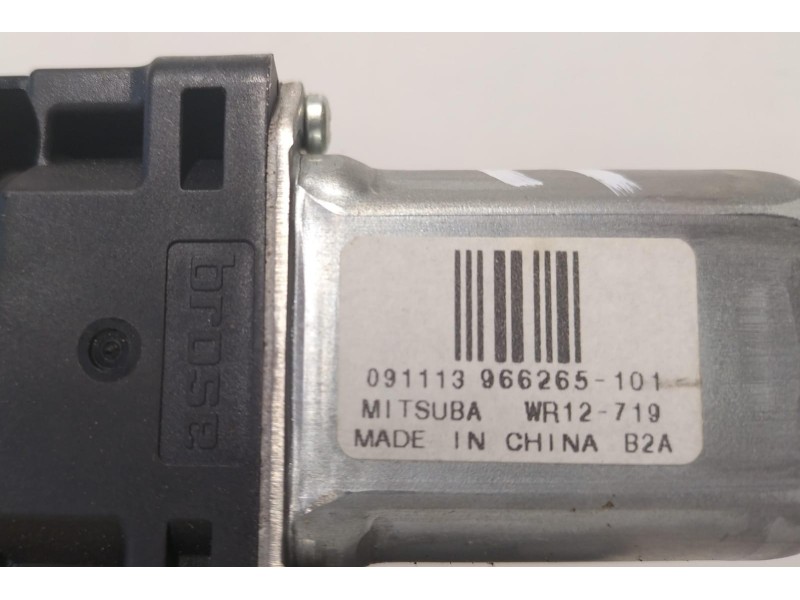 brose
091113 966265-101
MITSUBA WR12-719
MADE IN CHINA B2A